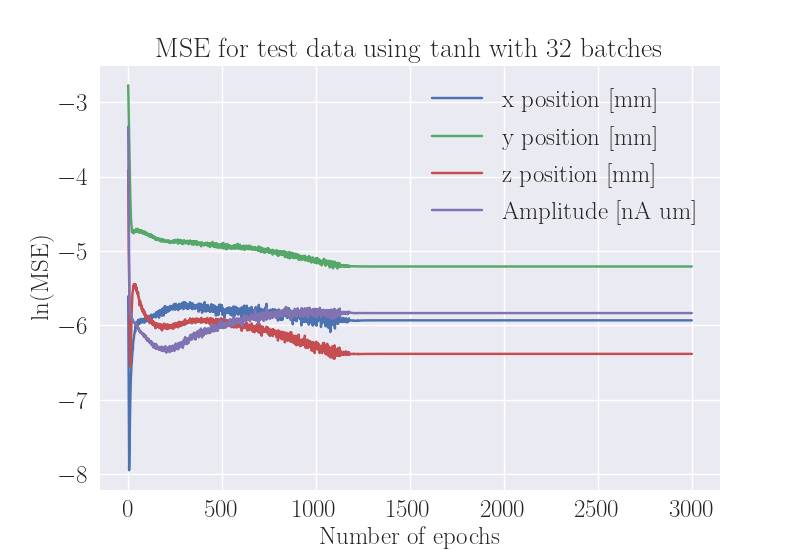 MSE for test data using tanh with 32 batches
x position [mm]
y position [mm]
z position [mm]
Amplitude [nA um]
ln(MSE)
−3
−4
−5
−6
−7
−8
0 500 1000 1500 2000 2500 3000
Number of epochs